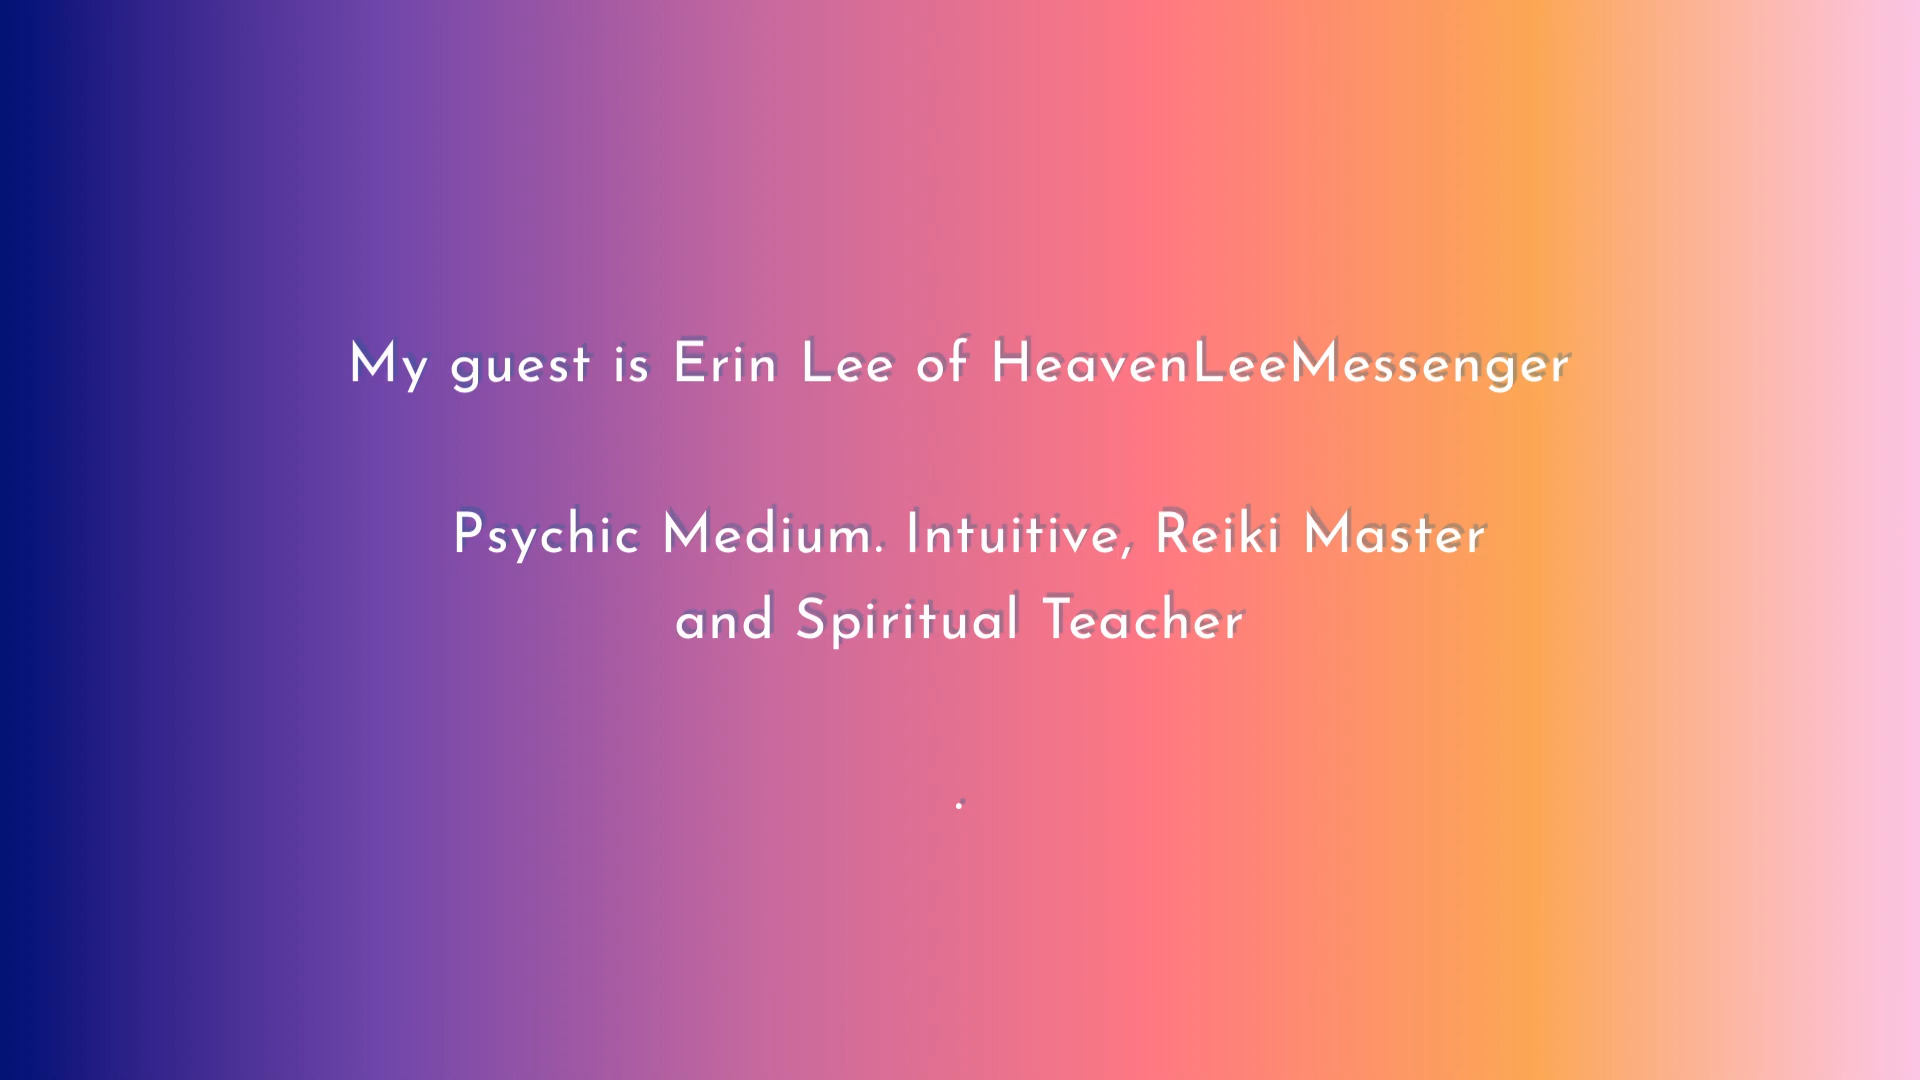 My guest is Erin Lee of HeavenLeeMessenger
Psychic Medium. Intuitive, Reiki Master
and Spiritual Teacher
.